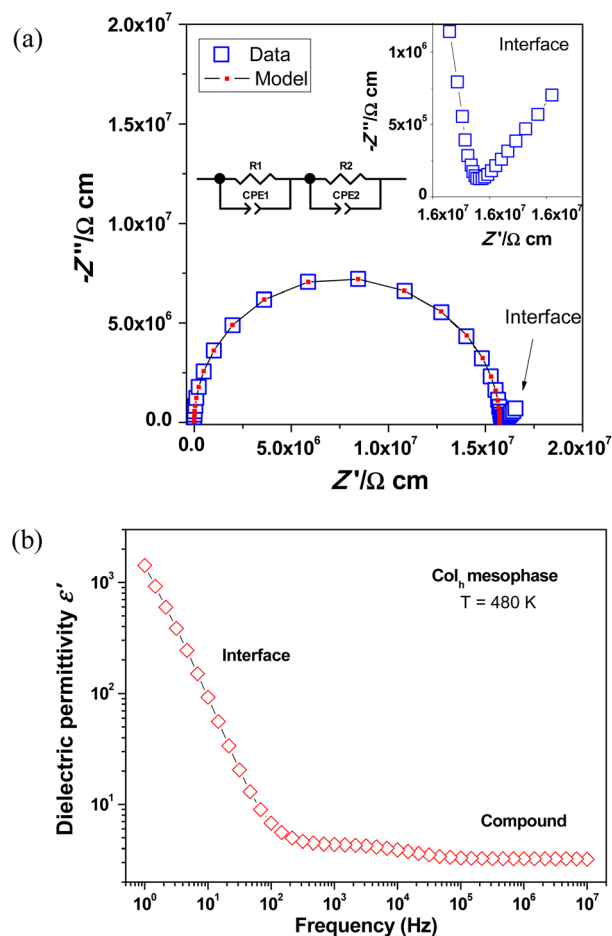 (a)
Data
Model
Interface
1x10⁶
5x10⁵
0
-Z''/Ω cm
1.6x10⁷ 1.6x10⁷ 1.6x10⁷
Z'/Ω cm
R1 R2
CPE1 CPE2
2.0x10⁷
1.5x10⁷
1.0x10⁷
5.0x10⁶
0.0
-Z''/Ω cm
Interface
0.0 5.0x10⁶ 1.0x10⁷ 1.5x10⁷ 2.0x10⁷
Z'/Ω cm
(b)
Col_h mesophase
T = 480 K
Interface
Compound
10³
10²
10¹
Dielectric permittivity ε′
10⁰ 10¹ 10² 10³ 10⁴ 10⁵ 10⁶ 10⁷
Frequency (Hz)